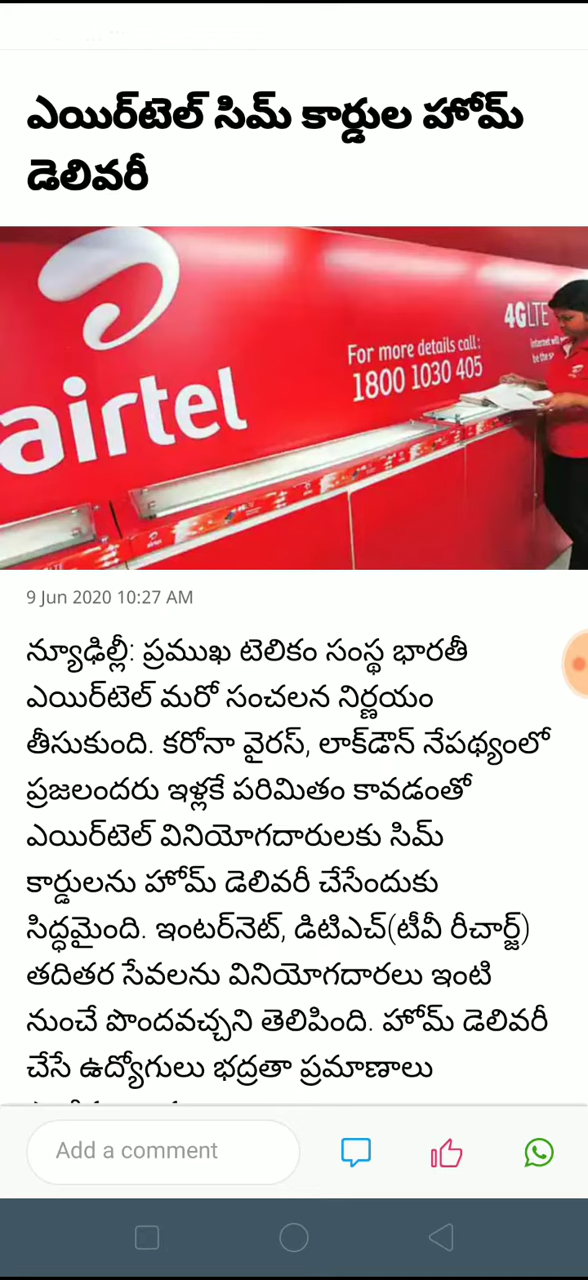 ఎయిర్‌టెల్ సిమ్ కార్డుల హోమ్
డెలివరీ
airtel
For more details call:
1800 1030 405
4G LTE
9 Jun 2020 10:27 AM
న్యూఢిల్లీ: ప్రముఖ టెలికం సంస్థ భారతీ
ఎయిర్‌టెల్ మరో సంచలన నిర్ణయం
తీసుకుంది. కరోనా వైరస్, లాక్‌డౌన్ నేపథ్యంలో
ప్రజలందరు ఇళ్లకే పరిమితం కావడంతో
ఎయిర్‌టెల్ వినియోగదారులకు సిమ్
కార్డులను హోమ్ డెలివరీ చేసేందుకు
సిద్ధమైంది. ఇంటర్‌నెట్, డిటిఎచ్(టీవీ రీచార్జ్)
తదితర సేవలను వినియోగదారలు ఇంటి
నుంచే పొందవచ్చని తెలిపింది. హోమ్ డెలివరీ
చేసే ఉద్యోగులు భద్రతా ప్రమాణాలు
Add a comment